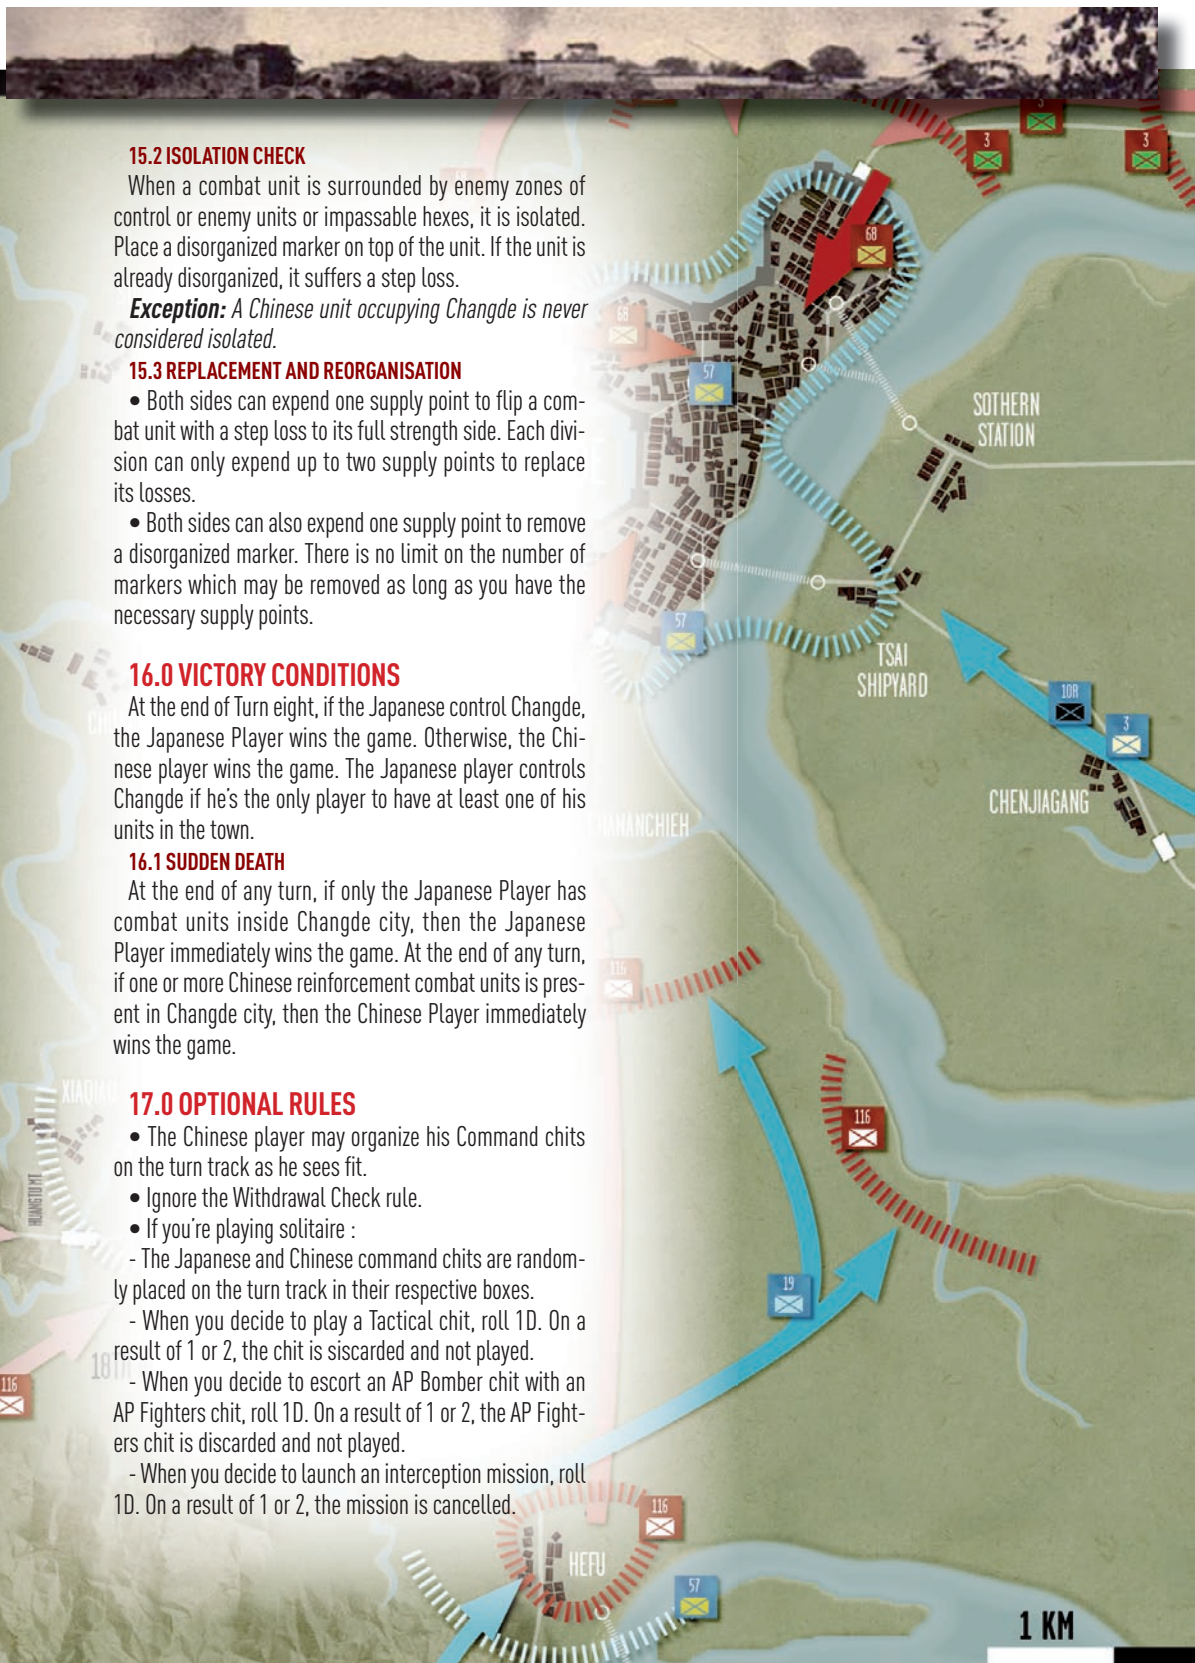 15.2 ISOLATION CHECK
When a combat unit is surrounded by enemy zones of
control or enemy units or impassable hexes, it is isolated.
Place a disorganized marker on top of the unit. If the unit is
already disorganized, it suffers a step loss.
Exception: A Chinese unit occupying Changde is never
considered isolated.
15.3 REPLACEMENT AND REORGANISATION
• Both sides can expend one supply point to flip a com-
bat unit with a step loss to its full strength side. Each divi-
sion can only expend up to two supply points to replace
its losses.
• Both sides can also expend one supply point to remove
a disorganized marker. There is no limit on the number of
markers which may be removed as long as you have the
necessary supply points.
16.0 VICTORY CONDITIONS
At the end of Turn eight, if the Japanese control Changde,
the Japanese Player wins the game. Otherwise, the Chi-
nese player wins the game. The Japanese player controls
Changde if he's the only player to have at least one of his
units in the town.
16.1 SUDDEN DEATH
At the end of any turn, if only the Japanese Player has
combat units inside Changde city, then the Japanese
Player immediately wins the game. At the end of any turn,
if one or more Chinese reinforcement combat units is pres-
ent in Changde city, then the Chinese Player immediately
wins the game.
17.0 OPTIONAL RULES
• The Chinese player may organize his Command chits
on the turn track as he sees fit.
• Ignore the Withdrawal Check rule.
• If you're playing solitaire :
- The Japanese and Chinese command chits are random-
ly placed on the turn track in their respective boxes.
- When you decide to play a Tactical chit, roll 1D. On a
result of 1 or 2, the chit is siscarded and not played.
- When you decide to escort an AP Bomber chit with an
AP Fighters chit, roll 1D. On a result of 1 or 2, the AP Fight-
ers chit is discarded and not played.
- When you decide to launch an interception mission, roll
1D. On a result of 1 or 2, the mission is cancelled.
3
3
3
68
68
57
SOTHERN
STATION
57
TSAI
SHIPYARD
10R
3
CHENJIAGANG
116
XIAQIAO
116
HUANGTU MT.
19
18TH
116
116
HEFU
57
1 KM